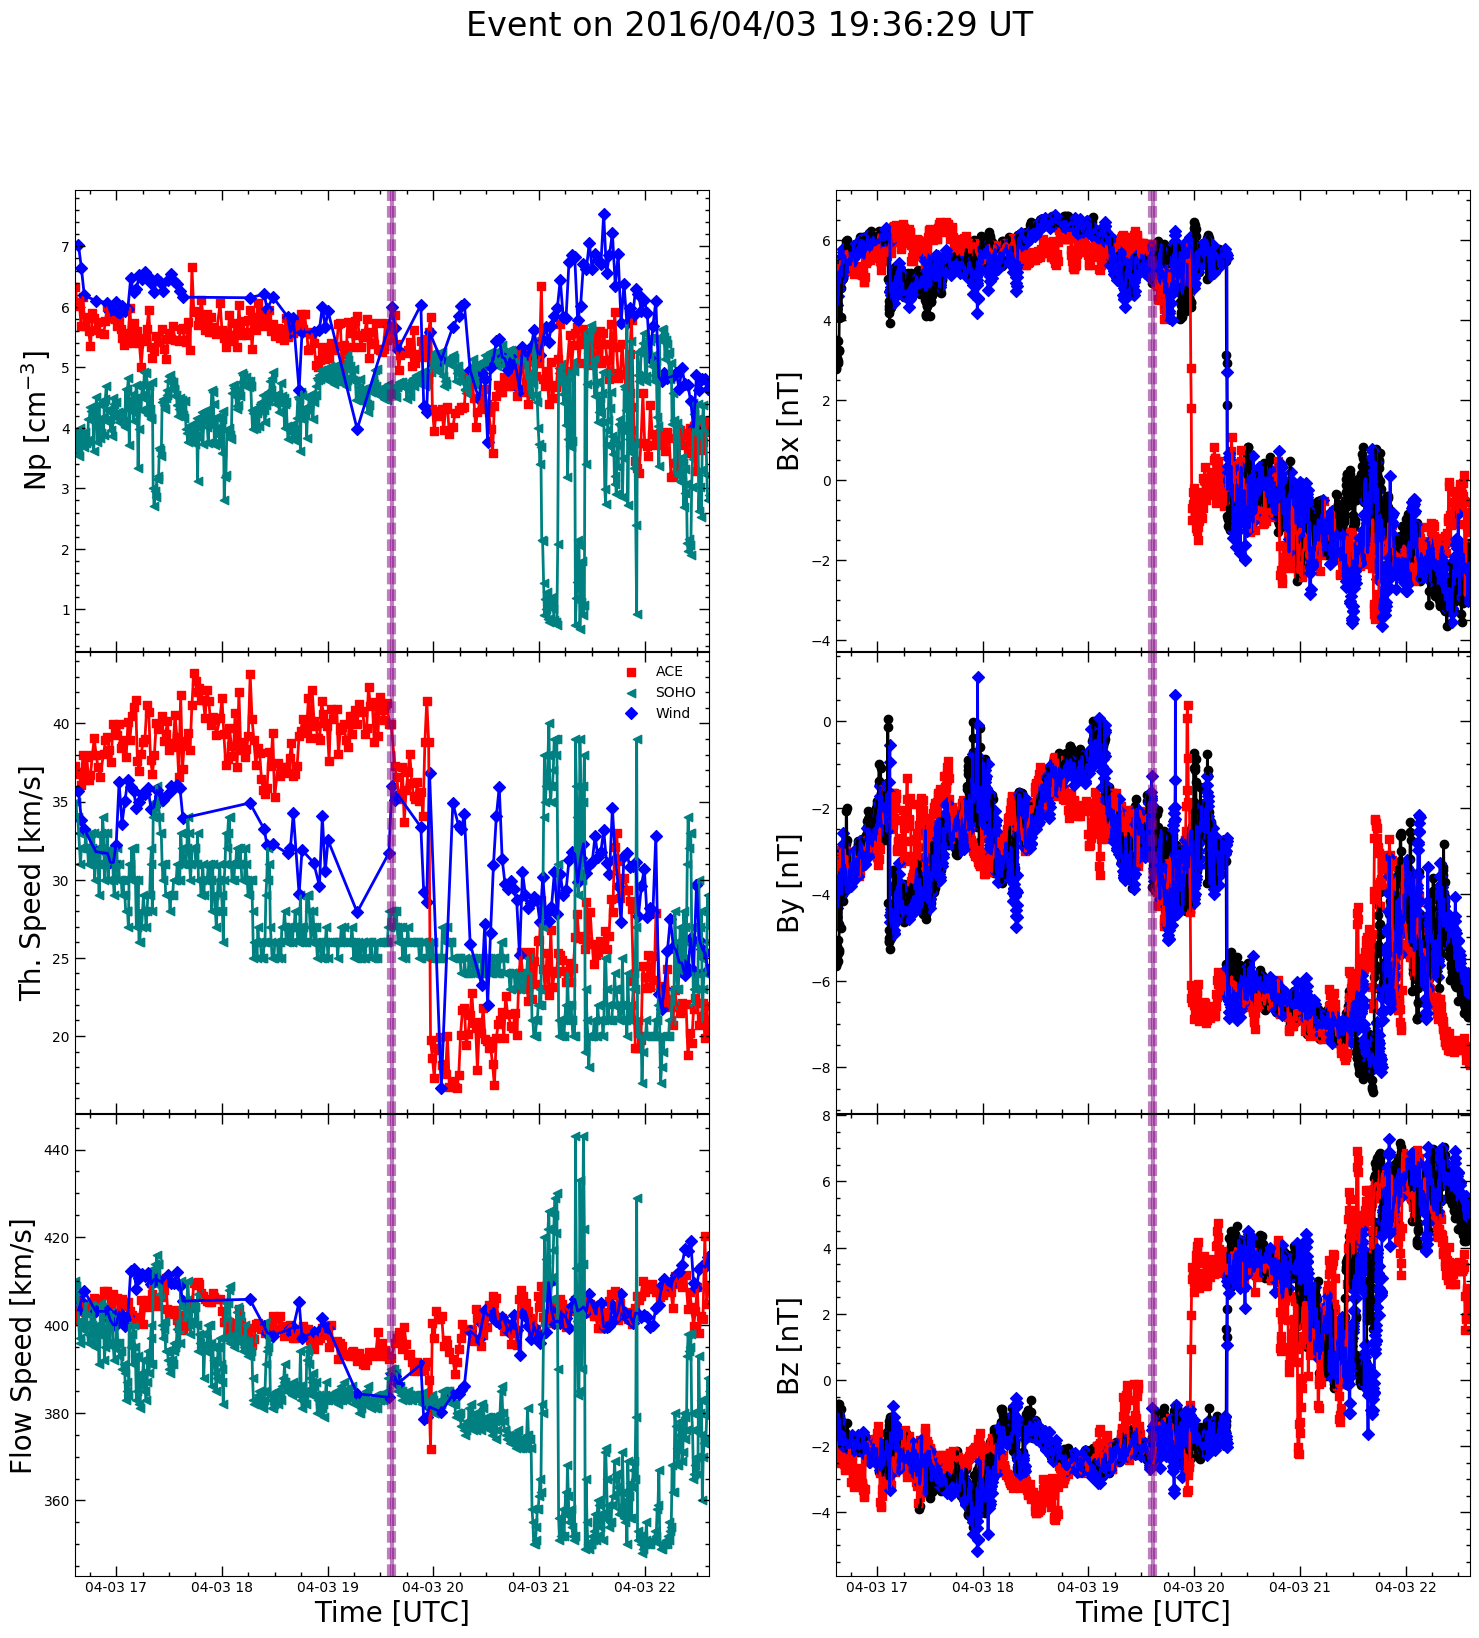 Event on 2016/04/03 19:36:29 UT
Np [cm⁻³]
7
6
5
4
3
2
1
Th. Speed [km/s]
40
35
30
25
20
ACE
SOHO
Wind
Flow Speed [km/s]
440
420
400
380
360
04-03 17 04-03 18 04-03 19 04-03 20 04-03 21 04-03 22
Time [UTC]
Bx [nT]
6
4
2
0
−2
−4
By [nT]
0
−2
−4
−6
−8
Bz [nT]
8
6
4
2
0
−2
−4
04-03 17 04-03 18 04-03 19 04-03 20 04-03 21 04-03 22
Time [UTC]